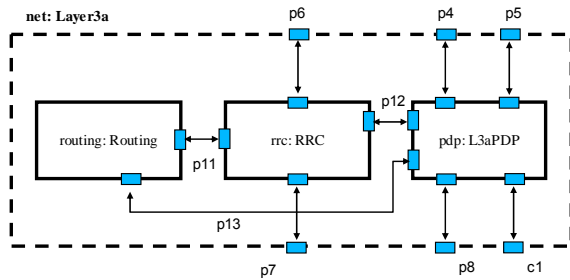 net: Layer3a
p6
p4
p5
p12
routing: Routing
rrc: RRC
pdp: L3aPDP
p11
p13
p7
p8
c1